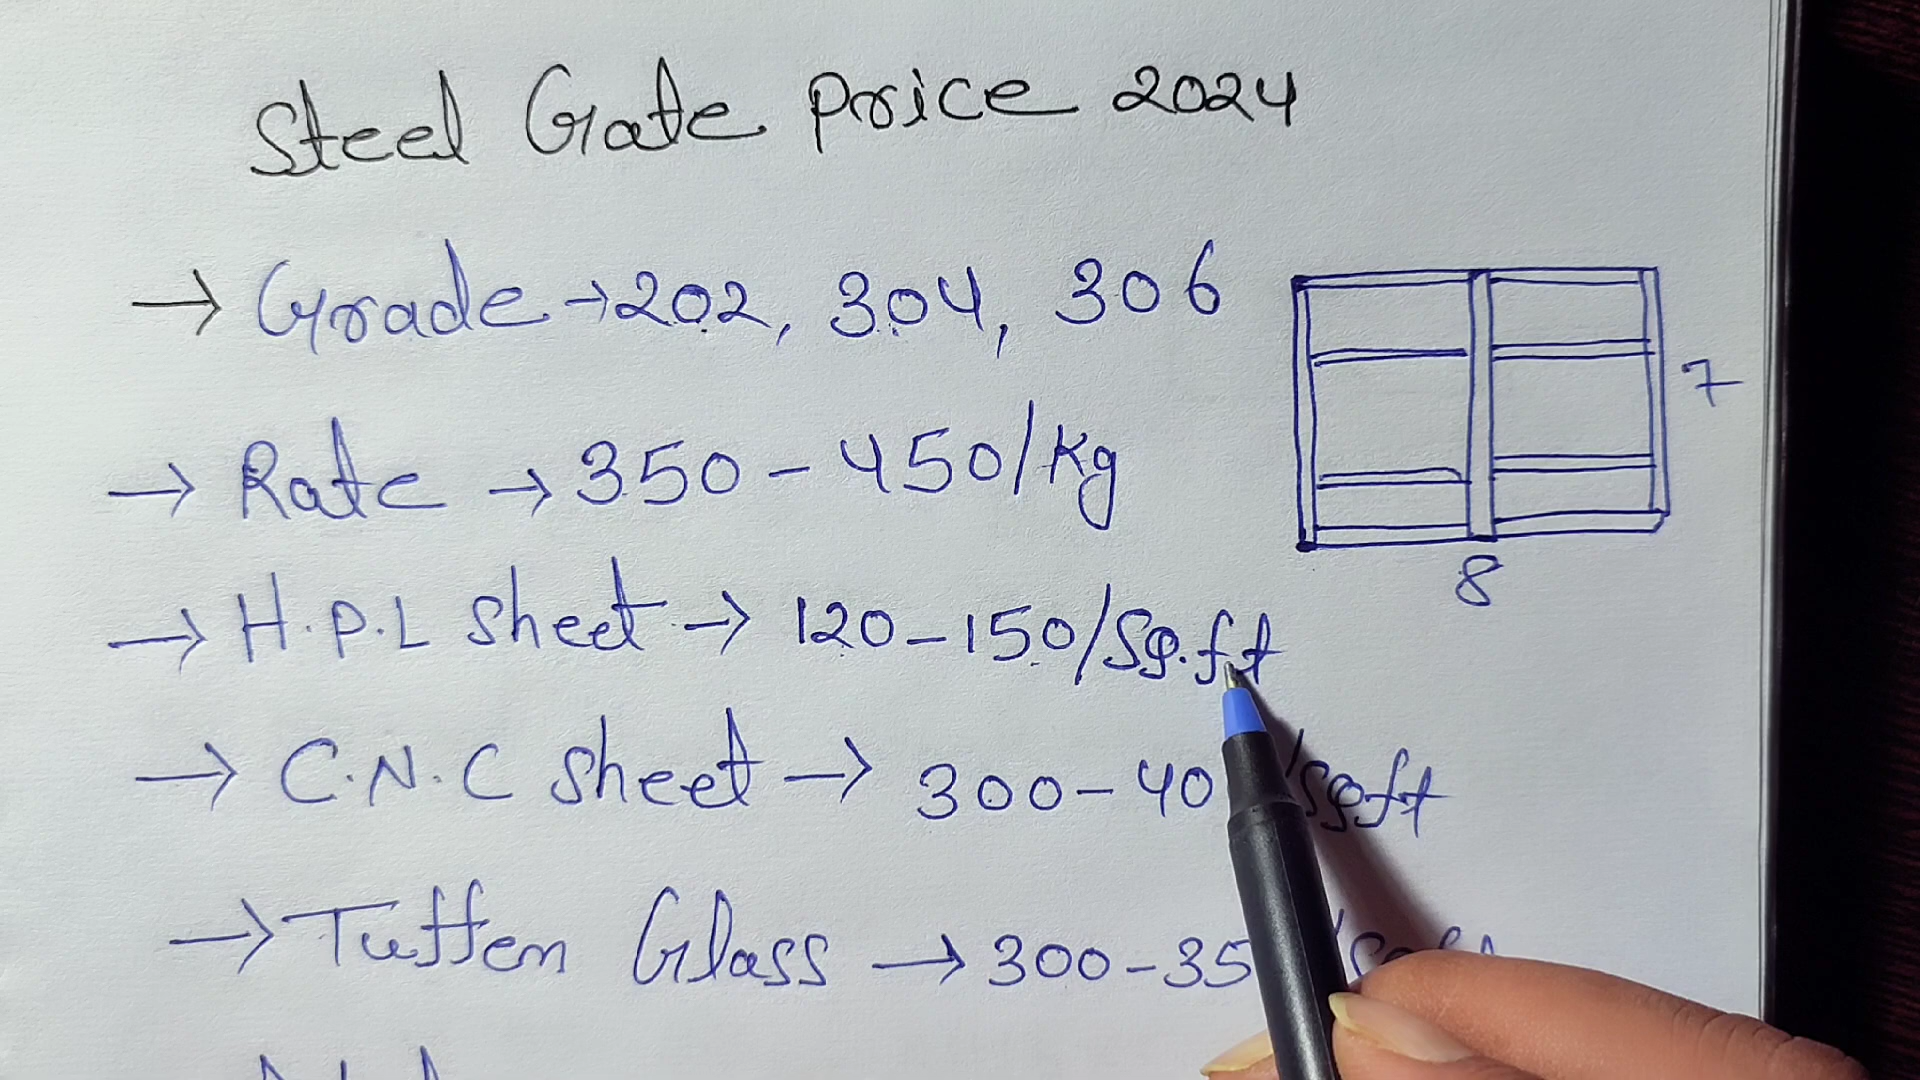 Steel Gate Price 2024
→ Grade → 202, 304, 306
7
→ Rate → 350 - 450/Kg
8
→ H.P.L Sheet → 120 - 150/Sq.ft
→ C.N.C Sheet → 300 - 40 /sqft
→ Tuffen Glass → 300 - 35